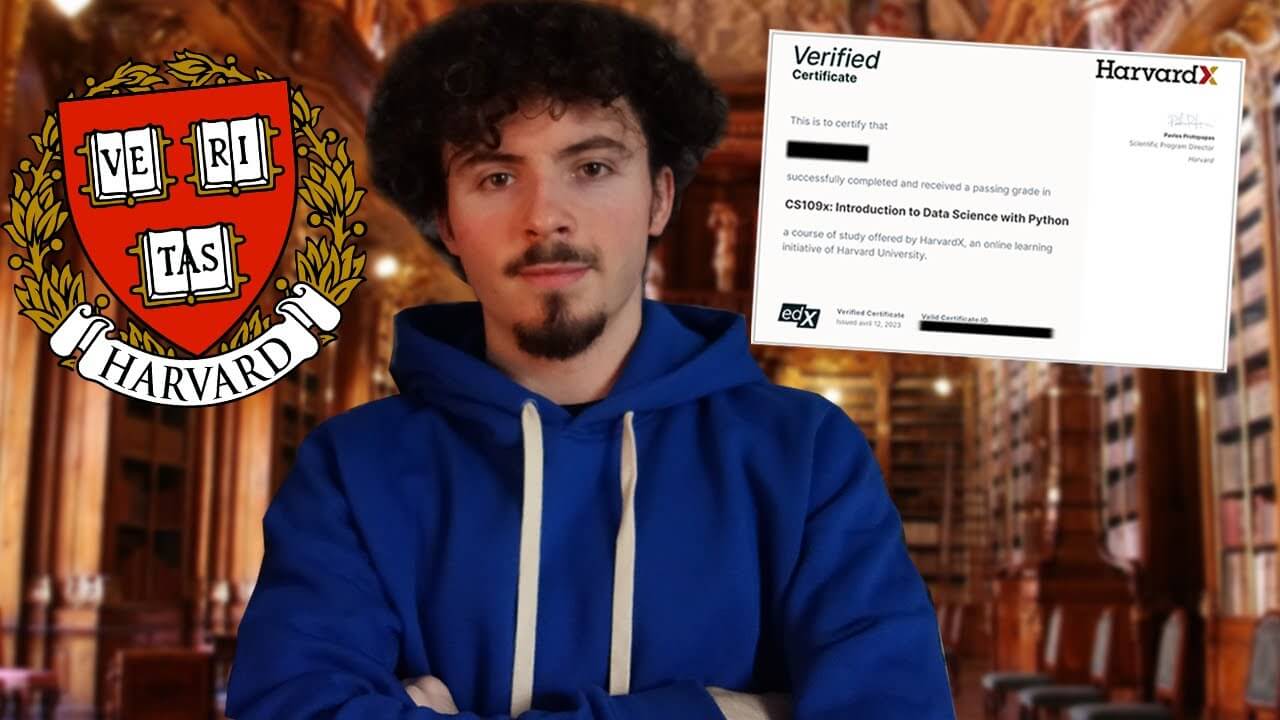 VE RI
TAS
HARVARD
Verified
Certificate
HarvardX
This is to certify that
successfully completed and received a passing grade in
CS109x: Introduction to Data Science with Python
a course of study offered by HarvardX, an online learning
initiative of Harvard University.
Pavlos Protopapas
Scientific Program Director
Harvard
edX
Verified Certificate
Issued avril 12, 2023
Valid Certificate ID